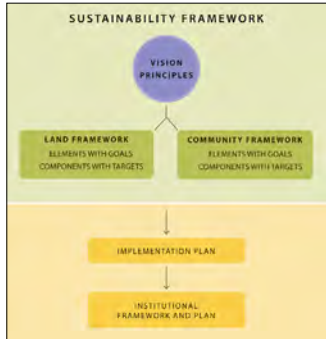 SUSTAINABILITY FRAMEWORK
VISION
PRINCIPLES
LAND FRAMEWORK
ELEMENTS WITH GOALS
COMPONENTS WITH TARGETS
COMMUNITY FRAMEWORK
ELEMENTS WITH GOALS
COMPONENTS WITH TARGETS
IMPLEMENTATION PLAN
INSTITUTIONAL
FRAMEWORK AND PLAN